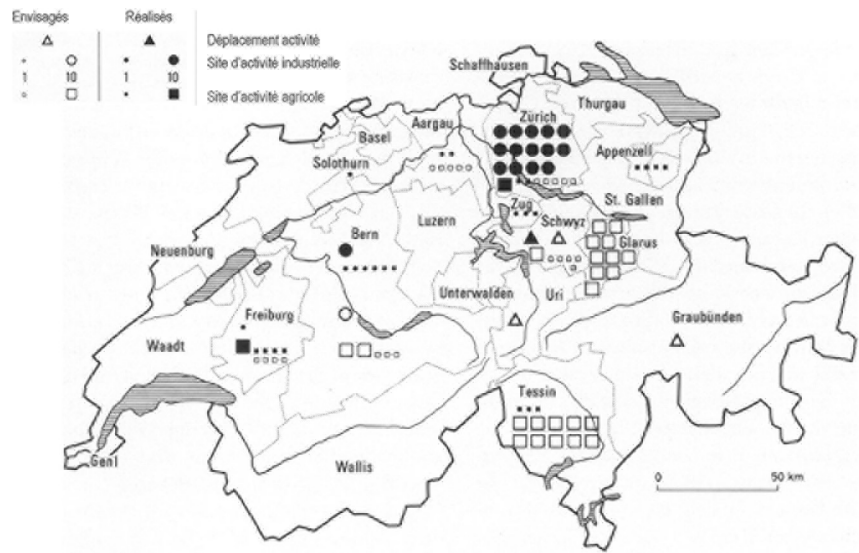 Envisagés Réalisés
Déplacement activité
Site d'activité industrielle
1 10 1 10
Site d'activité agricole
Schaffhausen
Thurgau
Zürich
Aargau
Basel
Appenzell
Solothurn
St. Gallen
Zug
Luzern
Schwyz
Bern
Glarus
Neuenburg
Unterwalden
Uri
Freiburg
Graubünden
Waadt
Tessin
Genf
Wallis
0 50 km